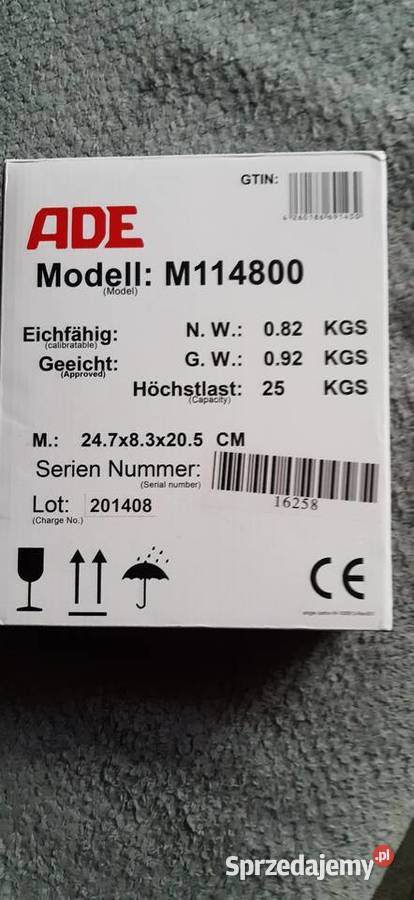 GTIN:
4260186691400
ADE
Modell: M114800
(Model)
Eichfähig:
(calibratable)
N. W.: 0.82 KGS
Geeicht:
(Approved)
G. W.: 0.92 KGS
Höchstlast: 25 KGS
(Capacity)
M.: 24.7x8.3x20.5 CM
Serien Nummer:
(Serial number)
16258
Lot: 201408
(Charge No.)
CE
Sprzedajemy.pl